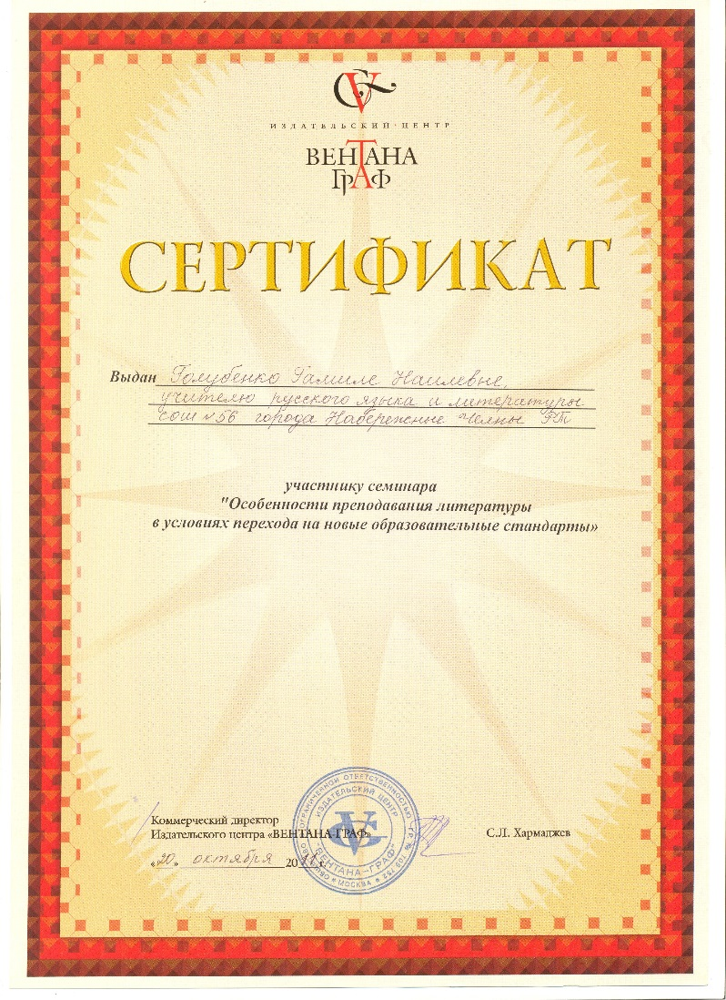 ИЗДАТЕЛЬСКИЙ·ЦЕНТР
ВЕНТАНА
ГРАФ
СЕРТИФИКАТ
Выдан Голубенко Гамиле Наилевне,
учителю русского языка и литературы
СОШ №56 города Набережные Челны РТ
участнику семинара
"Особенности преподавания литературы
в условиях перехода на новые образовательные стандарты»
Коммерческий директор
Издательского центра «ВЕНТАНА-ГРАФ»
С.Л. Хармаджев
«20» октября 2011 г.
ОГРАНИЧЕННОЙ ОТВЕТСТВЕННОСТЬЮ
ИЗДАТЕЛЬСКИЙ ЦЕНТР
"ВЕНТАНА-ГРАФ"
МОСКВА